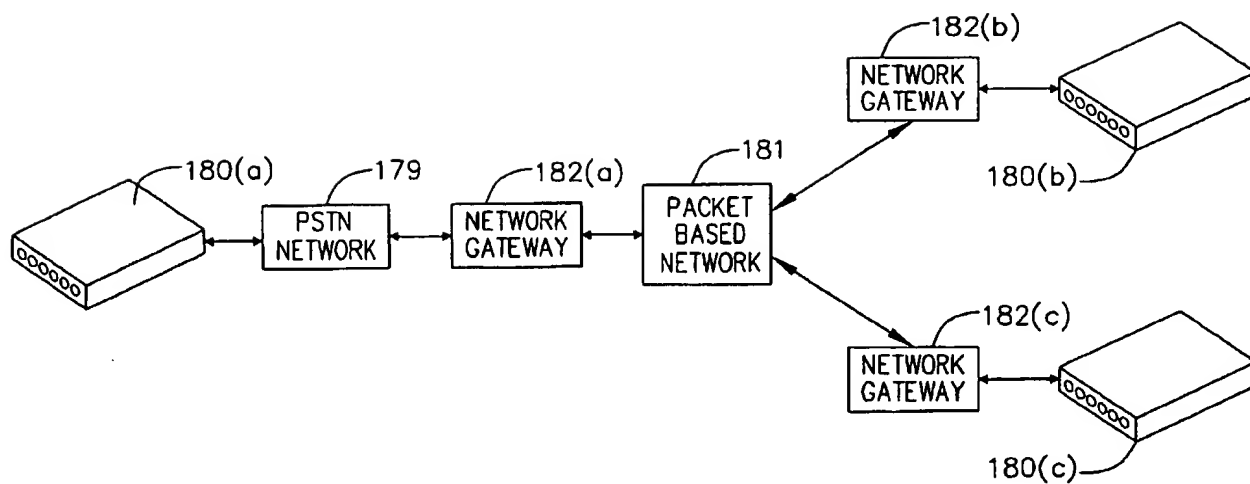 182(b)
NETWORK
GATEWAY
180(b)
180(a)
179
PSTN
NETWORK
182(a)
NETWORK
GATEWAY
181
PACKET
BASED
NETWORK
182(c)
NETWORK
GATEWAY
180(c)